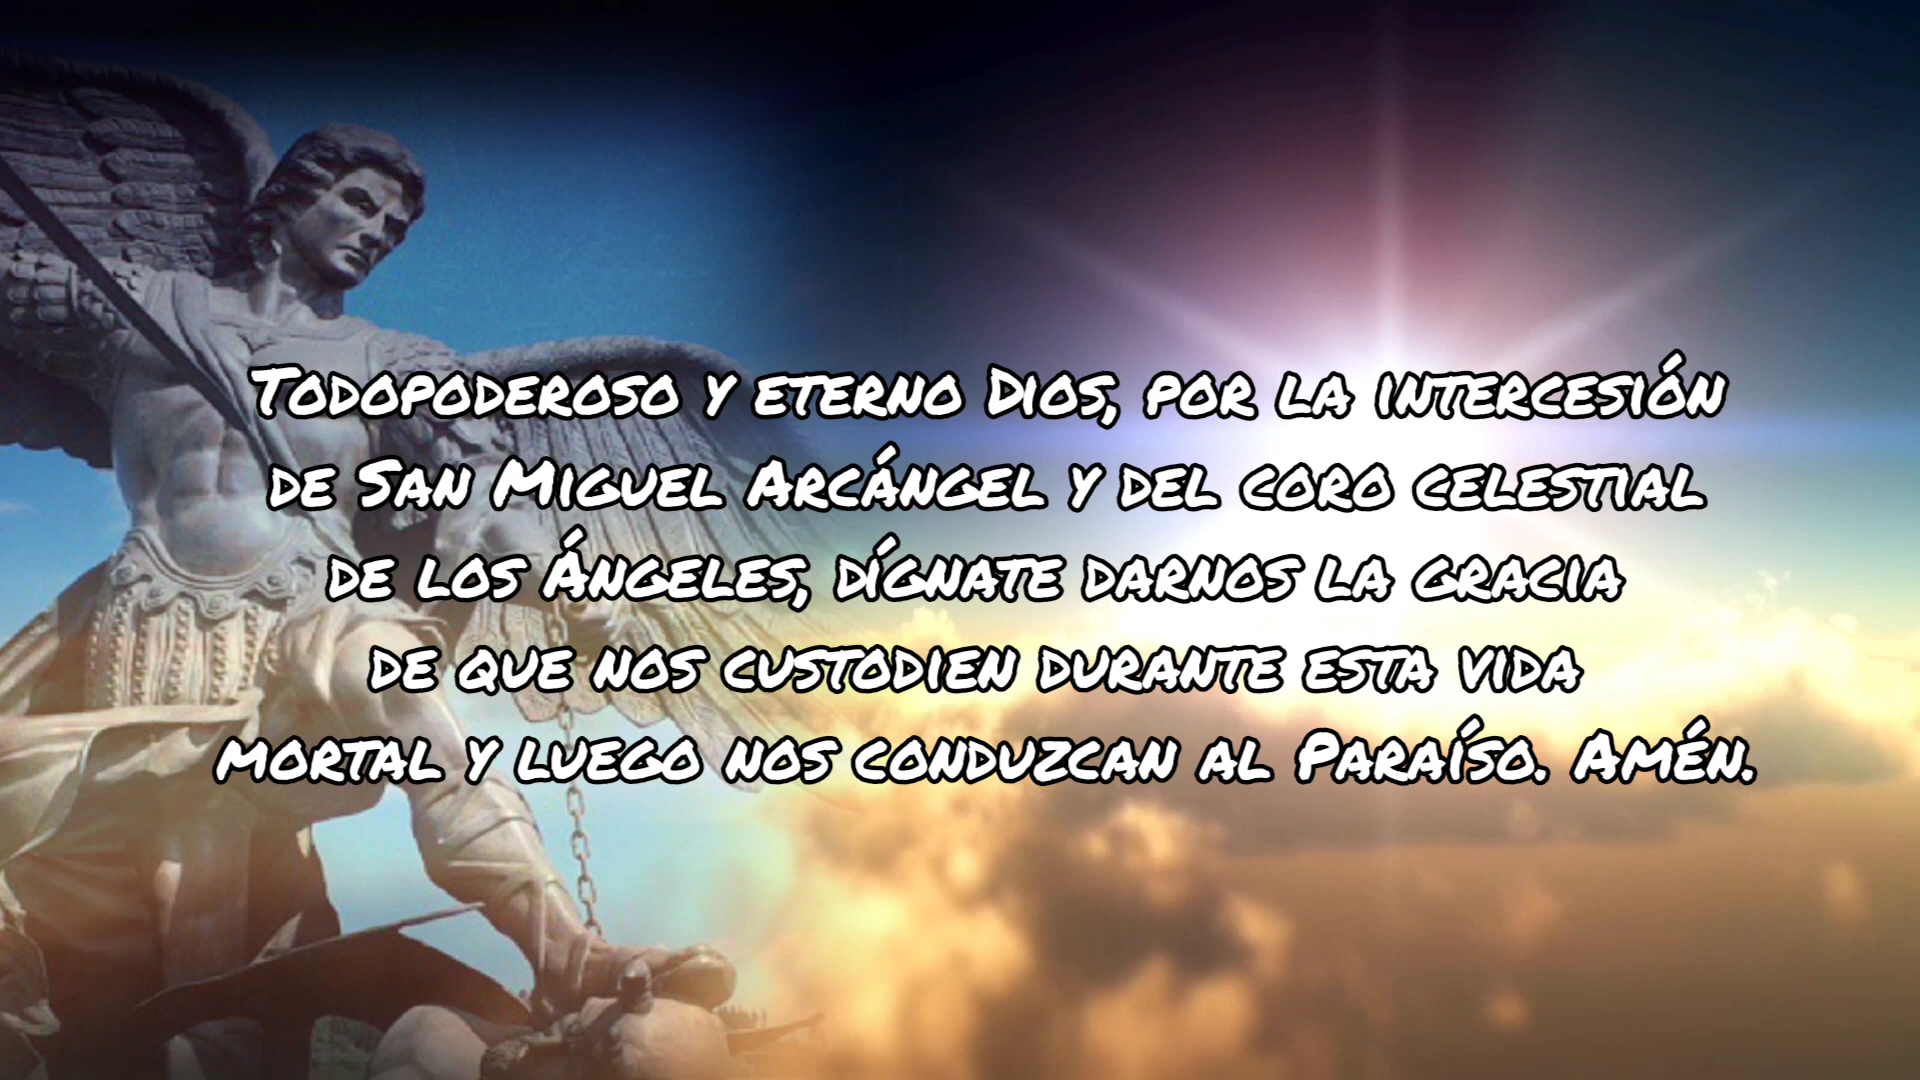 Todopoderoso y eterno Dios, por la intercesión
de San Miguel Arcángel y del coro celestial
de los Ángeles, dígnate darnos la gracia
de que nos custodien durante esta vida
mortal y luego nos conduzcan al Paraíso. Amén.